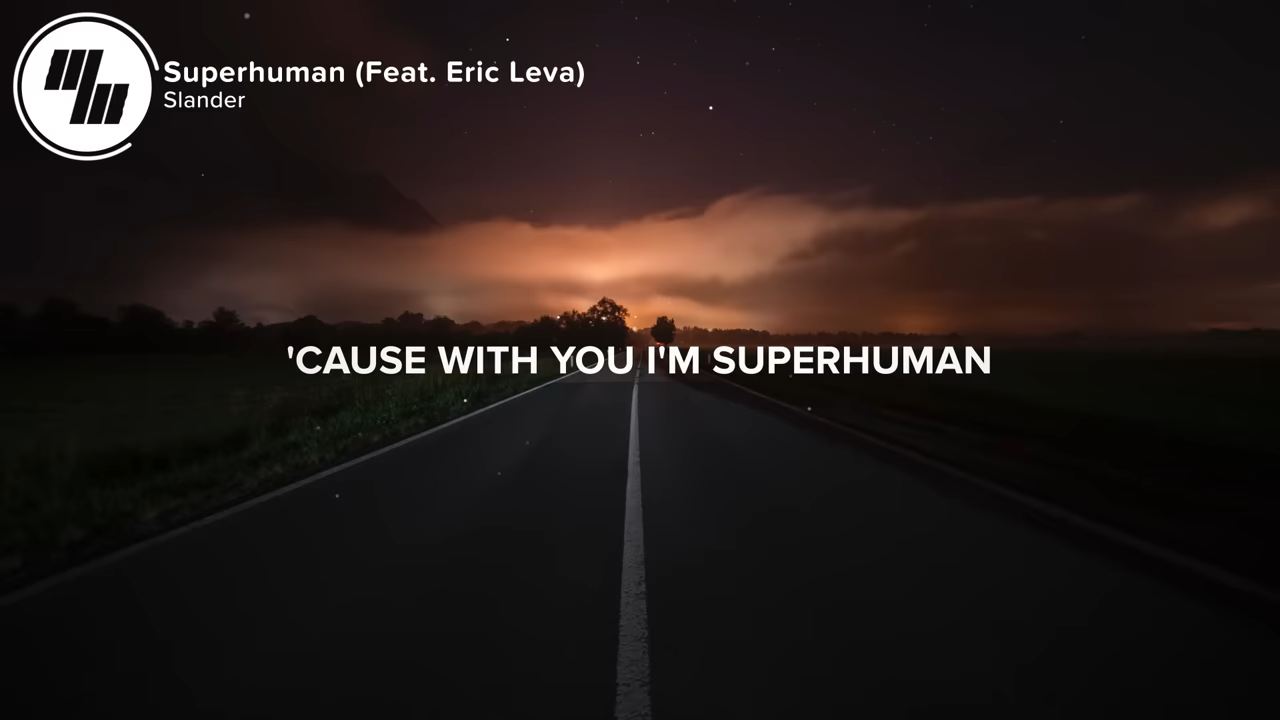 Superhuman (Feat. Eric Leva)
Slander
'CAUSE WITH YOU I'M SUPERHUMAN